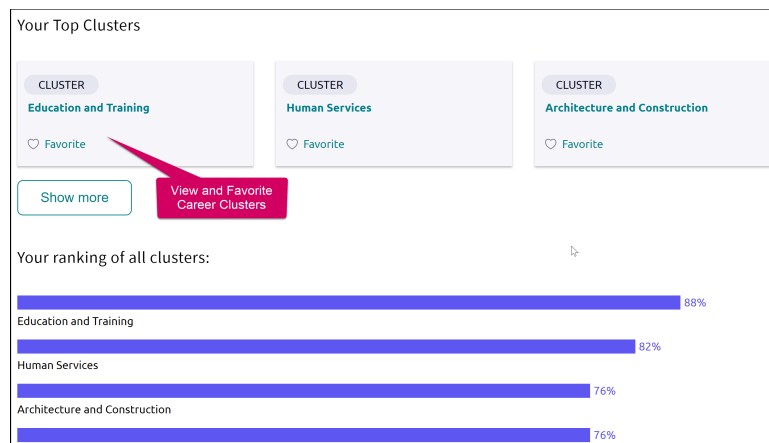 Your Top Clusters
CLUSTER
Education and Training
Favorite
CLUSTER
Human Services
Favorite
CLUSTER
Architecture and Construction
Favorite
Show more
View and Favorite
Career Clusters
Your ranking of all clusters:
88%
Education and Training
82%
Human Services
76%
Architecture and Construction
76%